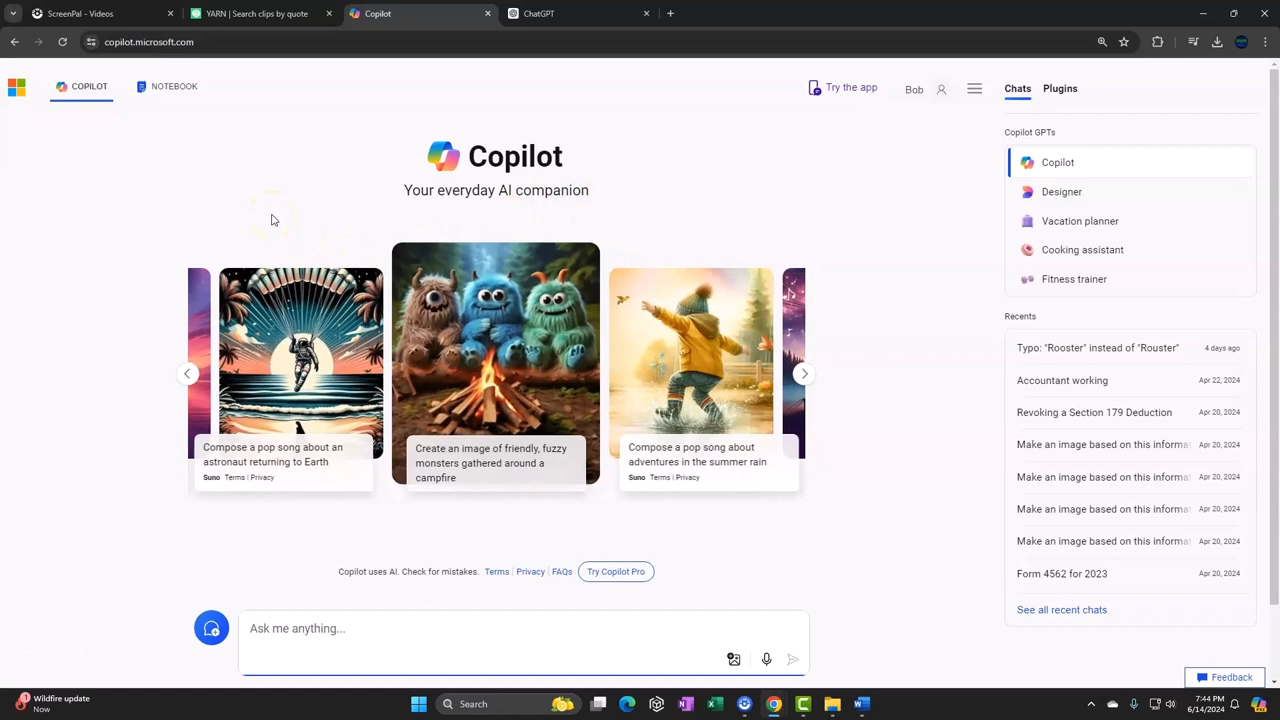 ScreenPal - Videos
YARN | Search clips by quote
Copilot
ChatGPT
copilot.microsoft.com
COPILOT
NOTEBOOK
Try the app
Bob
Chats
Plugins
Copilot
Your everyday AI companion
Copilot GPTs
Copilot
Designer
Vacation planner
Cooking assistant
Fitness trainer
Recents
Typo: "Rooster" instead of "Rouster" 4 days ago
Accountant working Apr 22, 2024
Revoking a Section 179 Deduction Apr 20, 2024
Make an image based on this informat Apr 20, 2024
Make an image based on this informat Apr 20, 2024
Make an image based on this informat Apr 20, 2024
Make an image based on this informat Apr 20, 2024
Form 4562 for 2023 Apr 20, 2024
See all recent chats
Compose a pop song about an
astronaut returning to Earth
Suno Terms | Privacy
Create an image of friendly, fuzzy
monsters gathered around a
campfire
Compose a pop song about
adventures in the summer rain
Suno Terms | Privacy
Copilot uses AI. Check for mistakes. Terms | Privacy | FAQs Try Copilot Pro
Ask me anything...
Feedback
1
Wildfire update
Morning news
Search
7:44 PM
6/14/2024